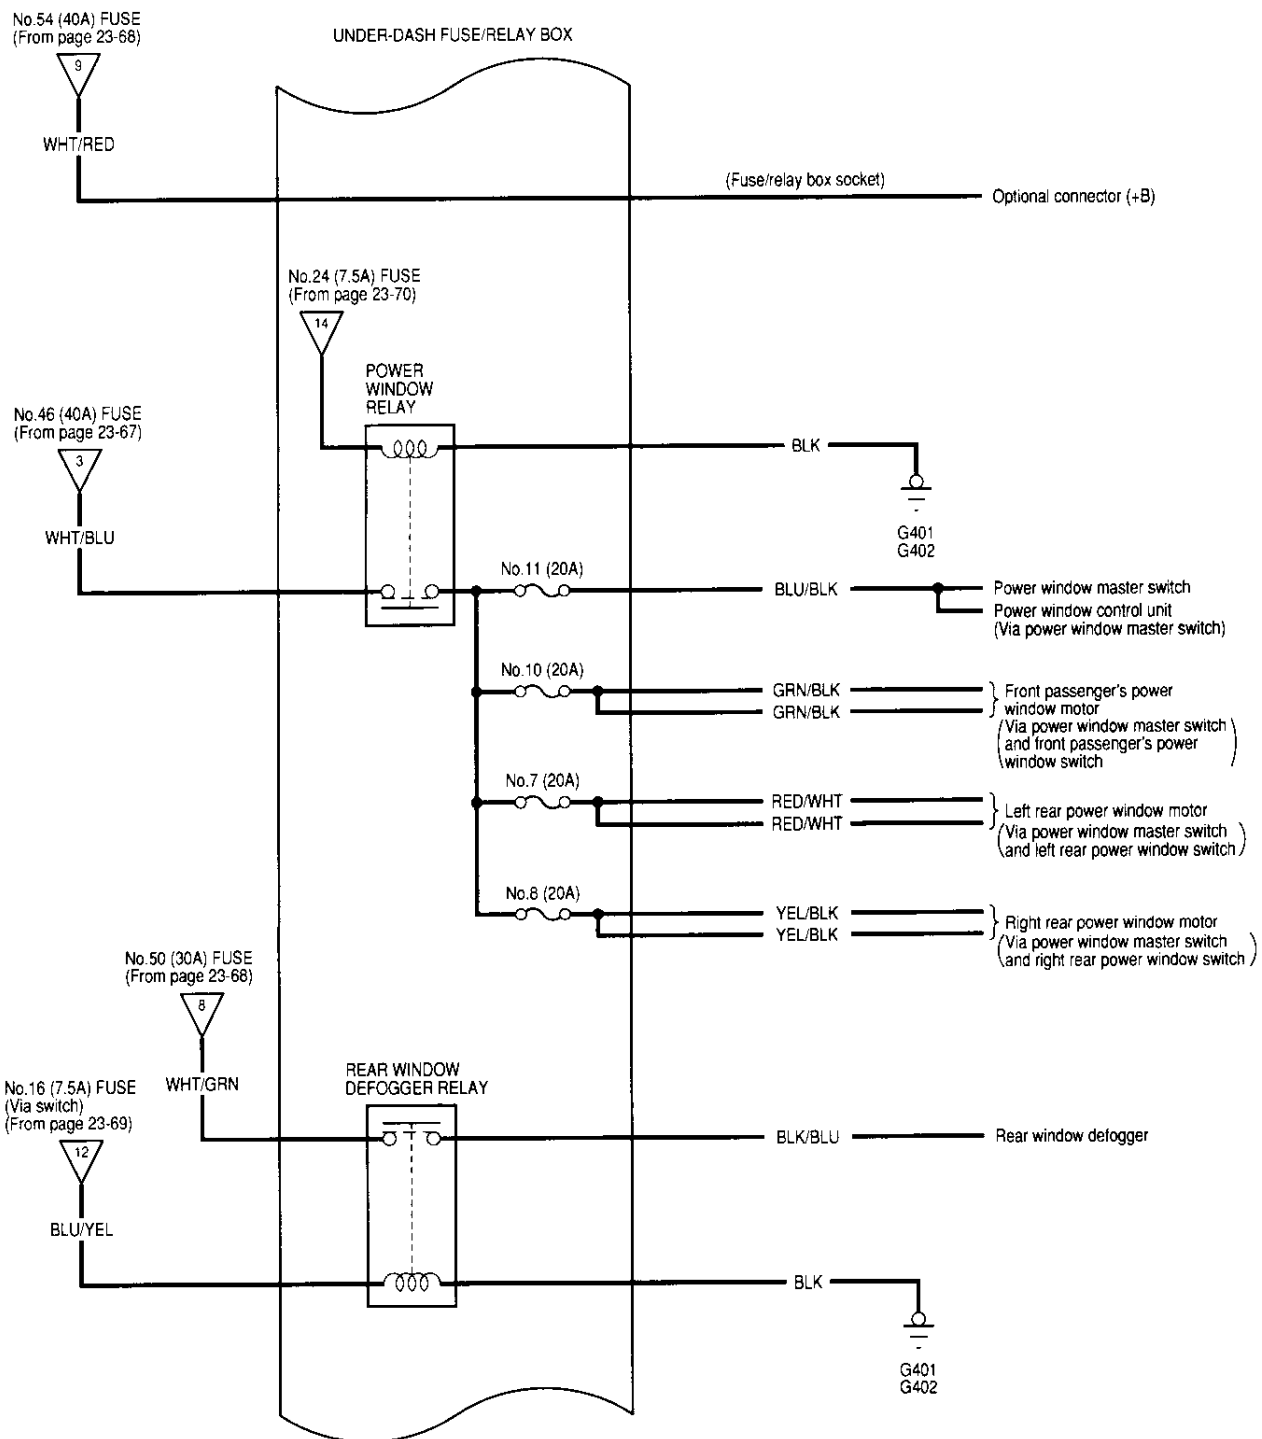 No.54 (40A) FUSE
(From page 23-68)
9
WHT/RED
UNDER-DASH FUSE/RELAY BOX
(Fuse/relay box socket)
Optional connector (+B)
No.24 (7.5A) FUSE
(From page 23-70)
14
POWER
WINDOW
RELAY
No.46 (40A) FUSE
(From page 23-67)
3
WHT/BLU
BLK
G401
G402
No.11 (20A)
BLU/BLK
Power window master switch
Power window control unit
(Via power window master switch)
No.10 (20A)
GRN/BLK
GRN/BLK
Front passenger's power
window motor
(Via power window master switch
and front passenger's power
window switch)
No.7 (20A)
RED/WHT
RED/WHT
Left rear power window motor
(Via power window master switch
and left rear power window switch)
No.8 (20A)
YEL/BLK
YEL/BLK
Right rear power window motor
(Via power window master switch
and right rear power window switch)
No.50 (30A) FUSE
(From page 23-68)
8
WHT/GRN
REAR WINDOW
DEFOGGER RELAY
No.16 (7.5A) FUSE
(Via switch)
(From page 23-69)
12
BLU/YEL
BLK/BLU
Rear window defogger
BLK
G401
G402